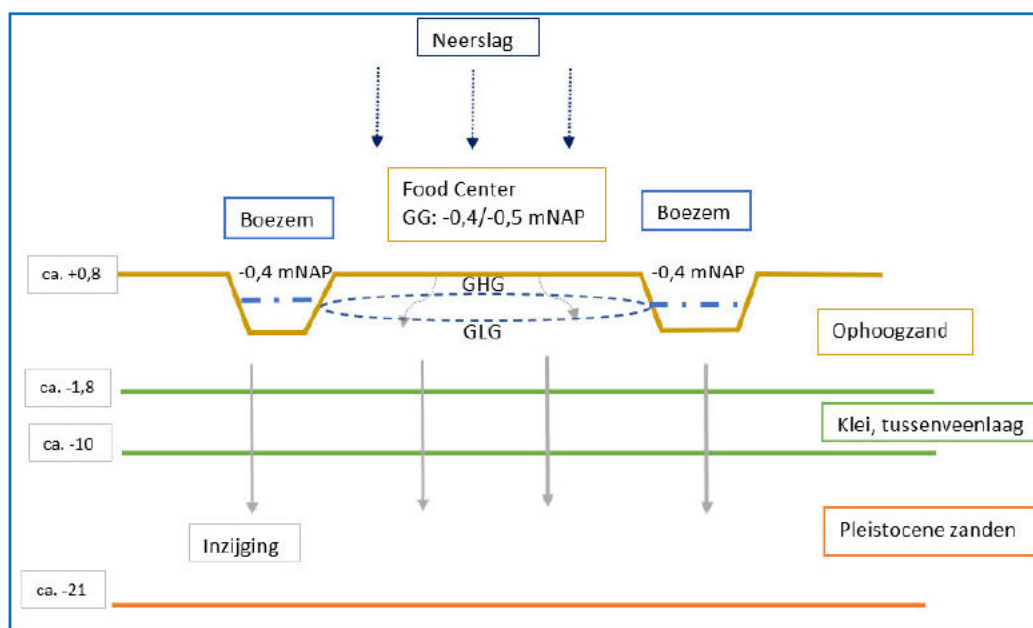 Neerslag
Food Center
GG: -0,4/-0,5 mNAP
Boezem
Boezem
ca. +0,8
-0,4 mNAP
-0,4 mNAP
GHG
GLG
Ophoogzand
ca. -1,8
Klei, tussenveenlaag
ca. -10
Pleistocene zanden
Inzijging
ca. -21